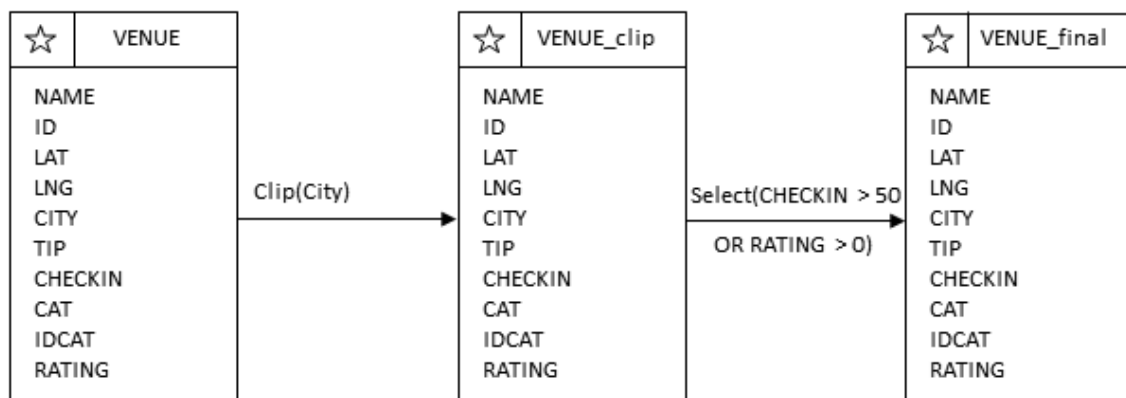 VENUE
NAME
ID
LAT
LNG
CITY
TIP
CHECKIN
CAT
IDCAT
RATING
Clip(City)
VENUE_clip
NAME
ID
LAT
LNG
CITY
TIP
CHECKIN
CAT
IDCAT
RATING
Select(CHECKIN > 50
OR RATING > 0)
VENUE_final
NAME
ID
LAT
LNG
CITY
TIP
CHECKIN
CAT
IDCAT
RATING